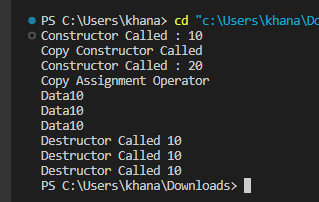 PS C:\Users\khana> cd "c:\Users\khana\Do
Constructor Called : 10
Copy Constructor Called
Constructor Called : 20
Copy Assignment Operator
Data10
Data10
Data10
Destructor Called 10
Destructor Called 10
Destructor Called 10
PS C:\Users\khana\Downloads>